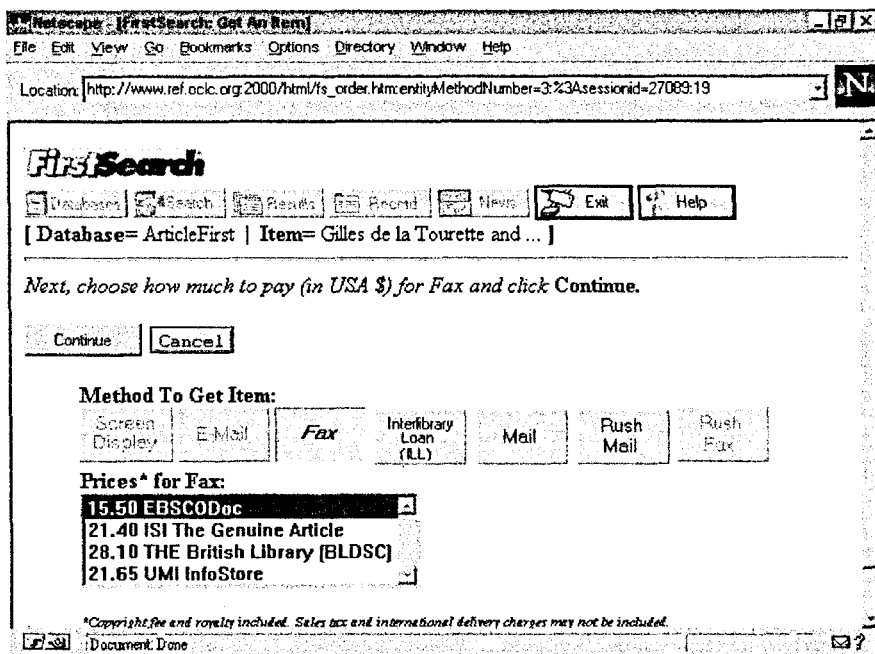 Netscape - [FirstSearch: Get An Item]
File Edit View Go Bookmarks Options Directory Window Help
Location: http://www.ref.oclc.org:2000/html/fs_order.htm:entityMethodNumber=3:%3Asessionid=27089:19
N
FirstSearch
Databases Search Results Record News Exit Help
[ Database= ArticleFirst | Item= Gilles de la Tourette and ... ]
Next, choose how much to pay (in USA $) for Fax and click Continue.
Continue Cancel
Method To Get Item:
Screen Display E-Mail Fax Interlibrary Loan (ILL) Mail Rush Mail Rush Fax
Prices* for Fax:
15.50 EBSCODoc
21.40 ISI The Genuine Article
28.10 THE British Library (BLDSC)
21.65 UMI InfoStore
*Copyright fee and royalty included. Sales tax and international delivery charges may not be included.
Document: Done